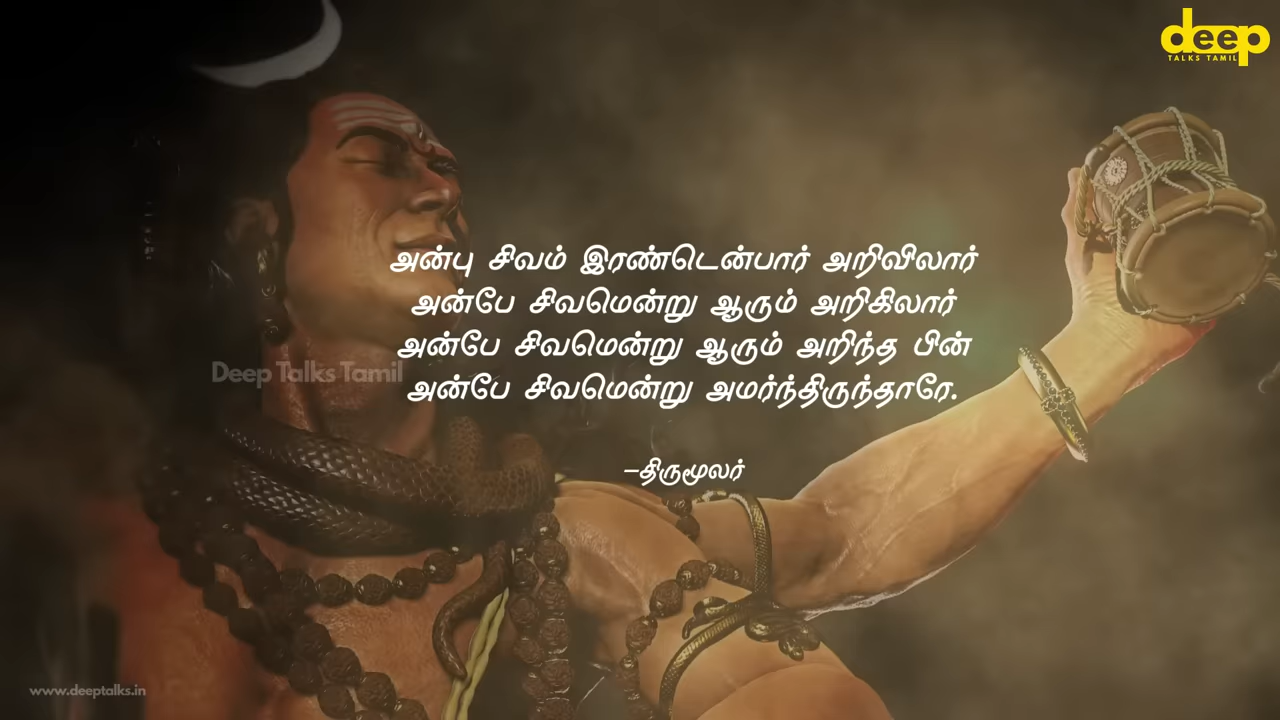 deep
TALKS TAMIL
அன்பு சிவம் இரண்டென்பார் அறிவிலார்
அன்பே சிவமென்று ஆரும் அறிகிலார்
அன்பே சிவமென்று ஆரும் அறிந்த பின்
அன்பே சிவமென்று அமர்ந்திருந்தாரே.
Deep Talks Tamil
–திருமூலர்
www.deeptalks.in